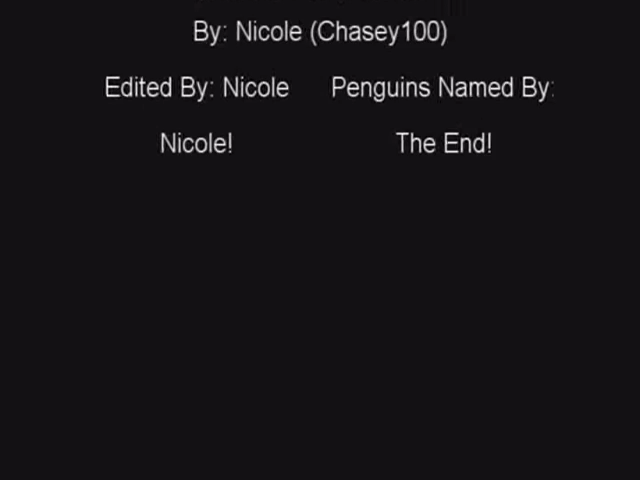 By: Nicole (Chasey100)
Edited By: Nicole Penguins Named By:
Nicole! The End!